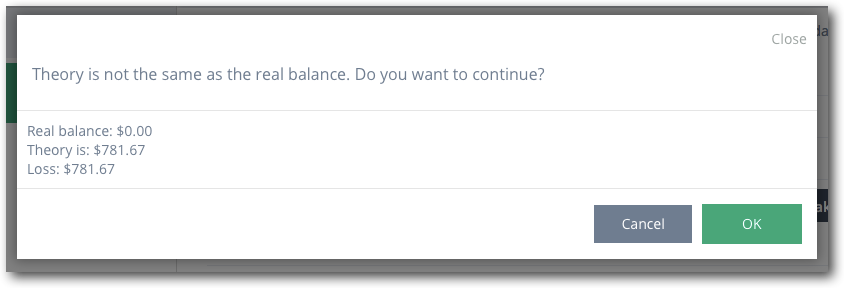 Close
Theory is not the same as the real balance. Do you want to continue?
Real balance: $0.00
Theory is: $781.67
Loss: $781.67
Cancel
OK